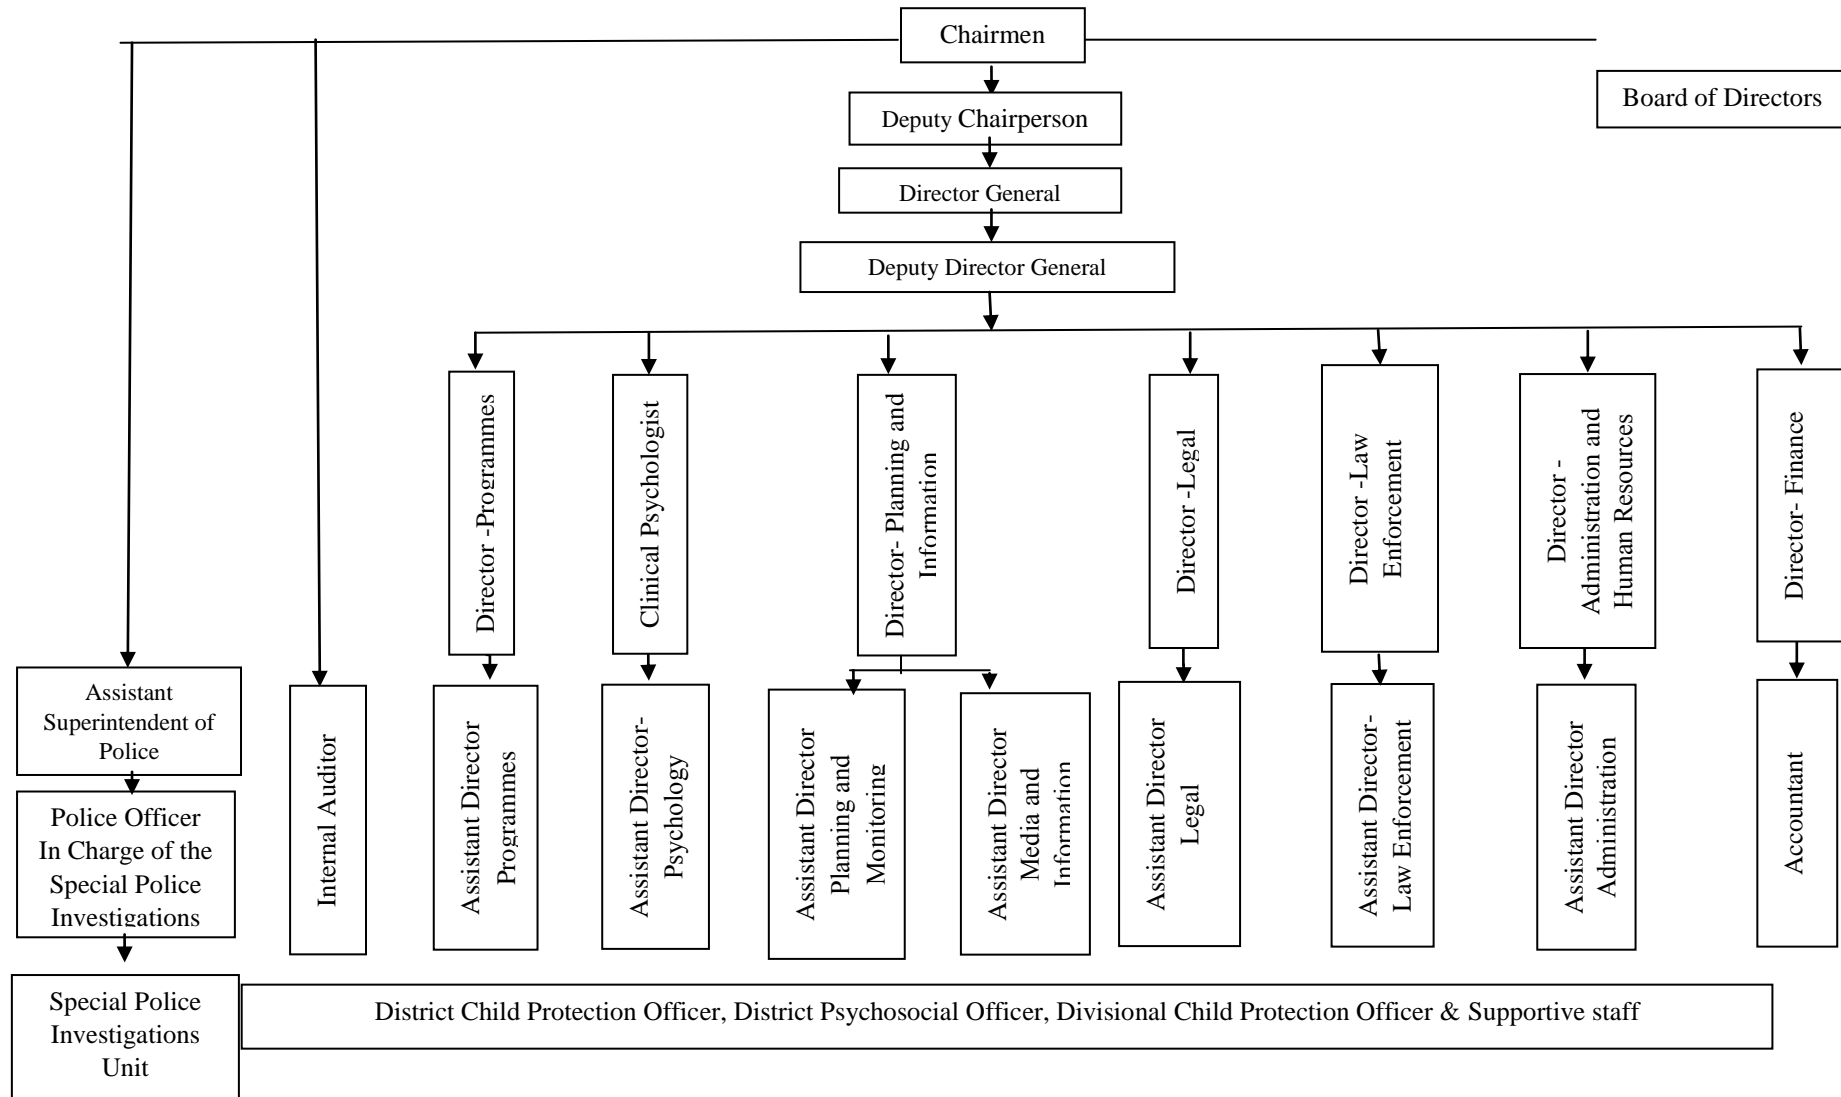 Chairmen
Board of Directors
Deputy Chairperson
Director General
Deputy Director General
Director -Programmes
Clinical Psychologist
Director- Planning and
Information
Director -Legal
Director -Law
Enforcement
Director -
Administration and
Human Resources
Director- Finance
Assistant
Superintendent of
Police
Internal Auditor
Assistant Director
Programmes
Assistant Director-
Psychology
Assistant Director
Planning and
Monitoring
Assistant Director
Media and
Information
Assistant Director
Legal
Assistant Director-
Law Enforcement
Assistant Director
Administration
Accountant
Police Officer
In Charge of the
Special Police
Investigations
Special Police
Investigations
Unit
District Child Protection Officer, District Psychosocial Officer, Divisional Child Protection Officer & Supportive staff